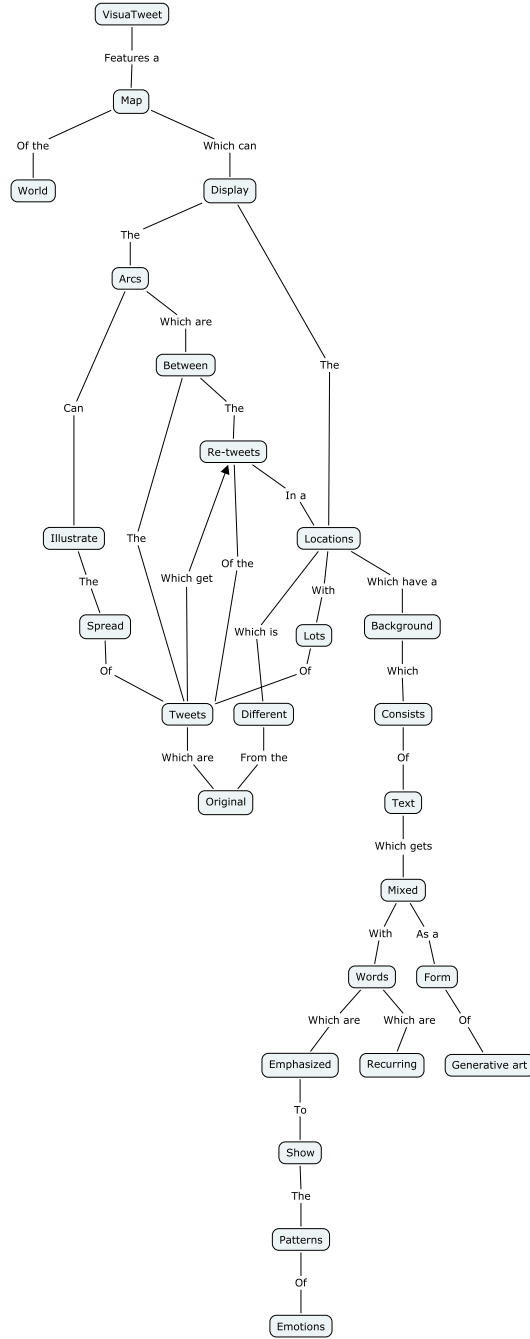 VisuaTweet
Features a
Map
Of the
Which can
World
Display
The
Arcs
Which are
Between
The
Can
The
Re-tweets
In a
Illustrate
The
Locations
Of the
Which get
The
With
Which have a
Spread
Which is
Lots
Background
Of
Of
Which
Tweets
Different
Consists
Which are
From the
Of
Original
Text
Which gets
Mixed
With
As a
Words
Form
Which are
Which are
Of
Emphasized
Recurring
Generative art
To
Show
The
Patterns
Of
Emotions